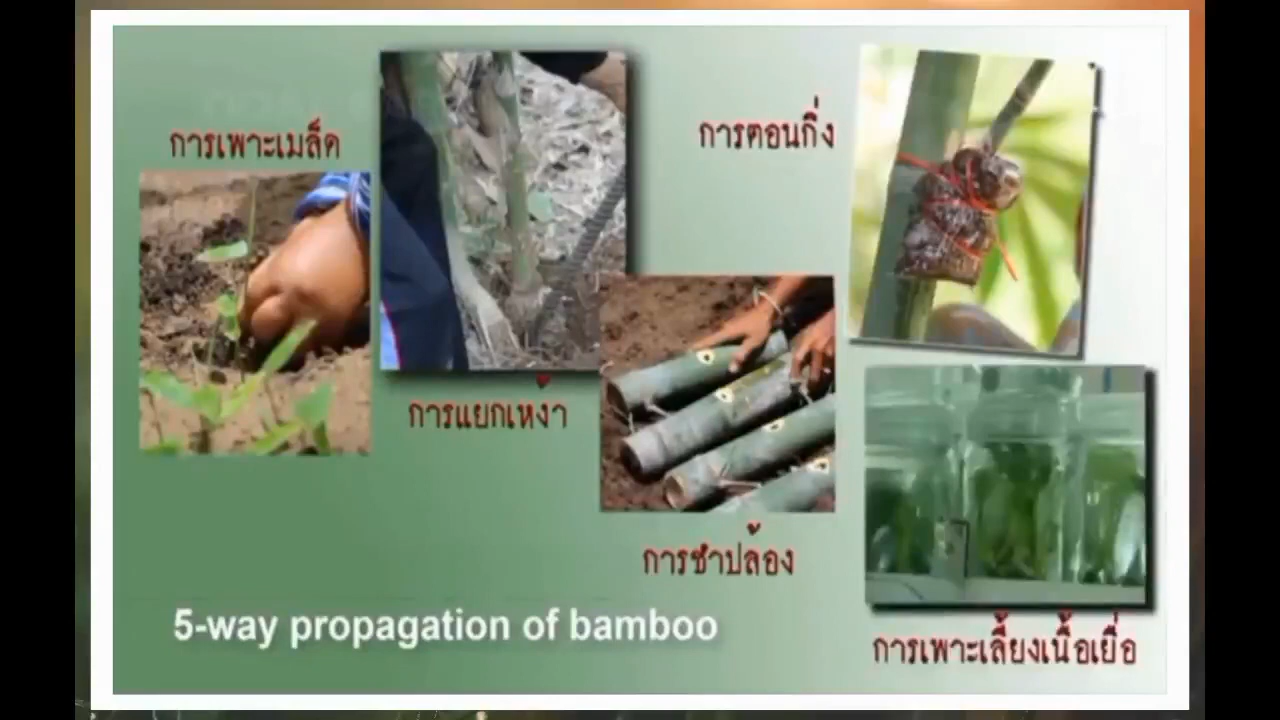 การเพาะเมล็ด
การตอนกิ่ง
การแยกเหง้า
การชำปล้อง
5-way propagation of bamboo
การเพาะเลี้ยงเนื้อเยื่อ